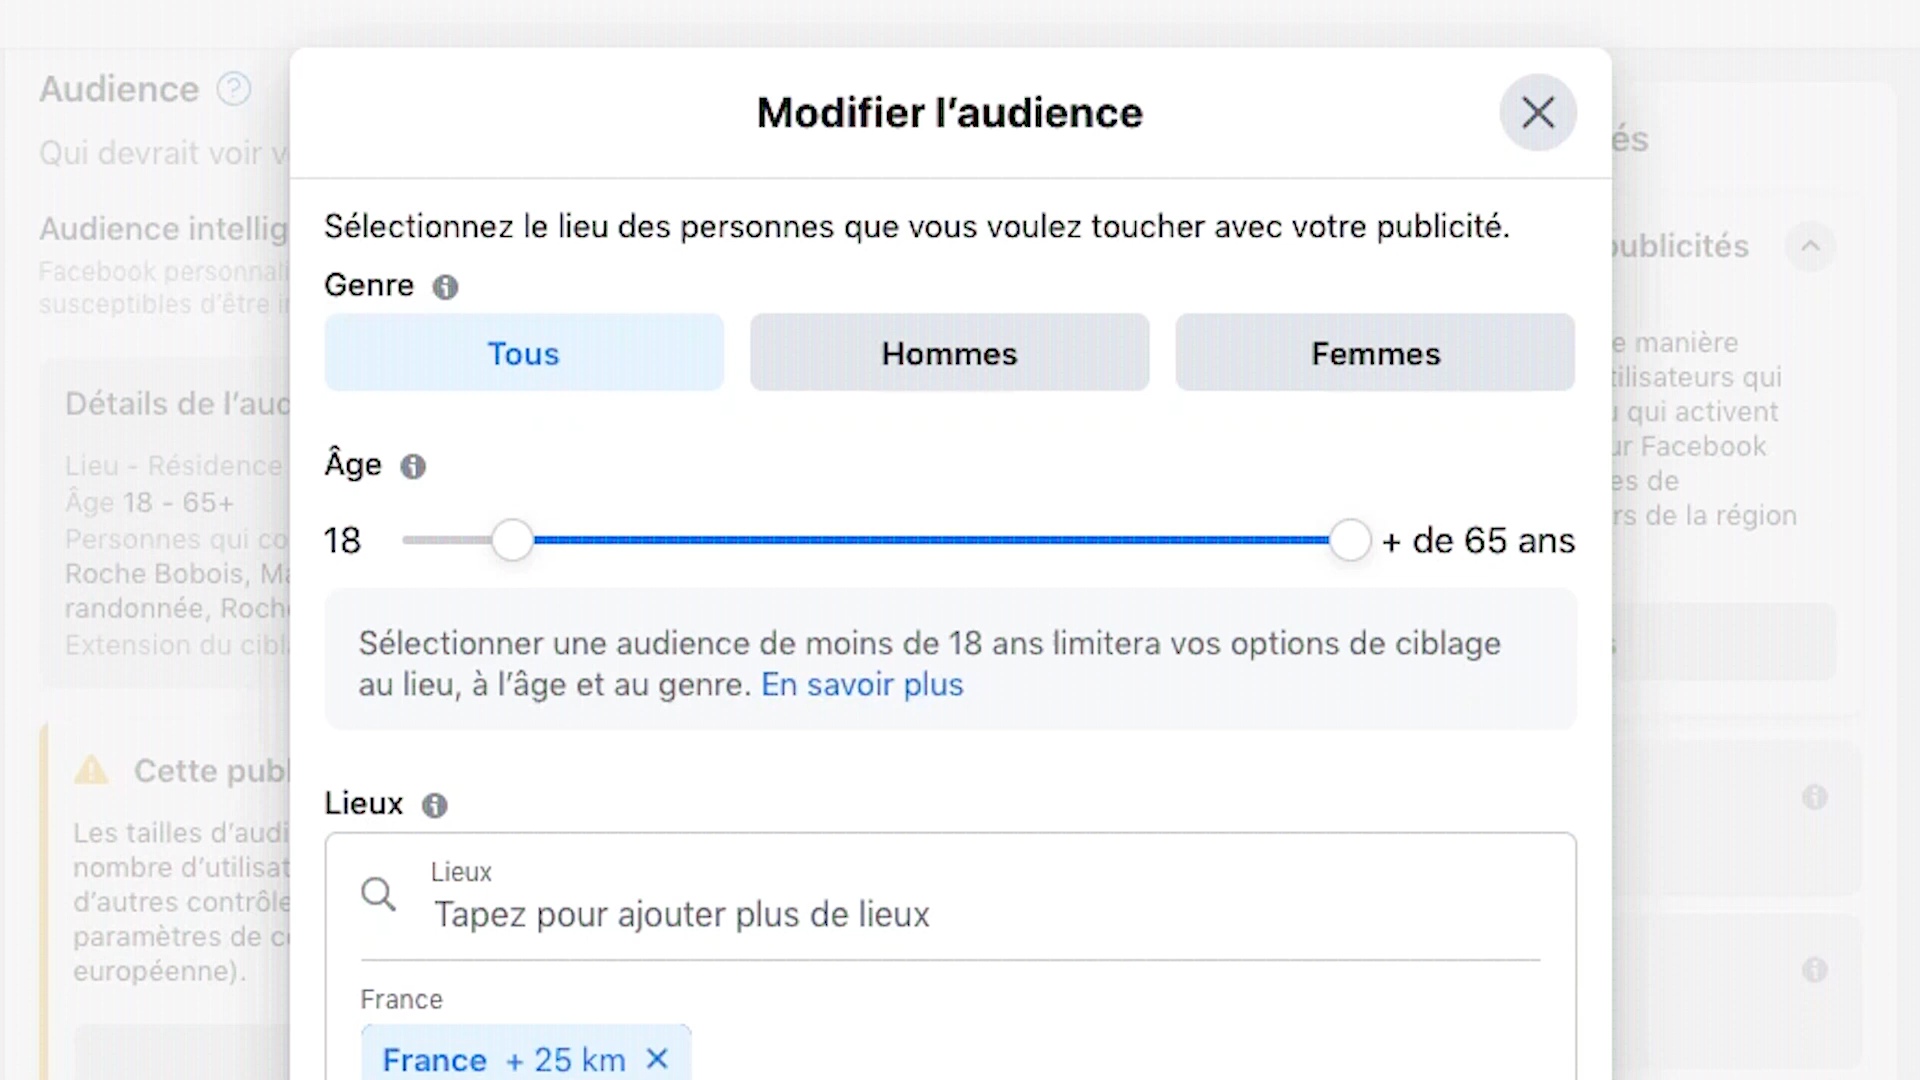 Audience
Qui devrait voir
Audience intellig
Facebook personnali
susceptibles d'être
Détails de l'aud
Lieu - Résidence
Âge 18 - 65+
Personnes qui
Roche Bobois,
randonnée, Roch
Extension du cibl
Cette publ
Les tailles d'audi
nombre d'utilisat
d'autres contrôle
paramètres de
européenne).
Modifier l'audience
Sélectionnez le lieu des personnes que vous voulez toucher avec votre publicité.
Genre
Tous
Hommes
Femmes
Âge
18
+ de 65 ans
Sélectionner une audience de moins de 18 ans limitera vos options de ciblage
au lieu, à l'âge et au genre. En savoir plus
Lieux
Lieux
Tapez pour ajouter plus de lieux
France
France + 25 km
és
publicités
e manière
tilisateurs qui
qui activent
ur Facebook
es de
rs de la région